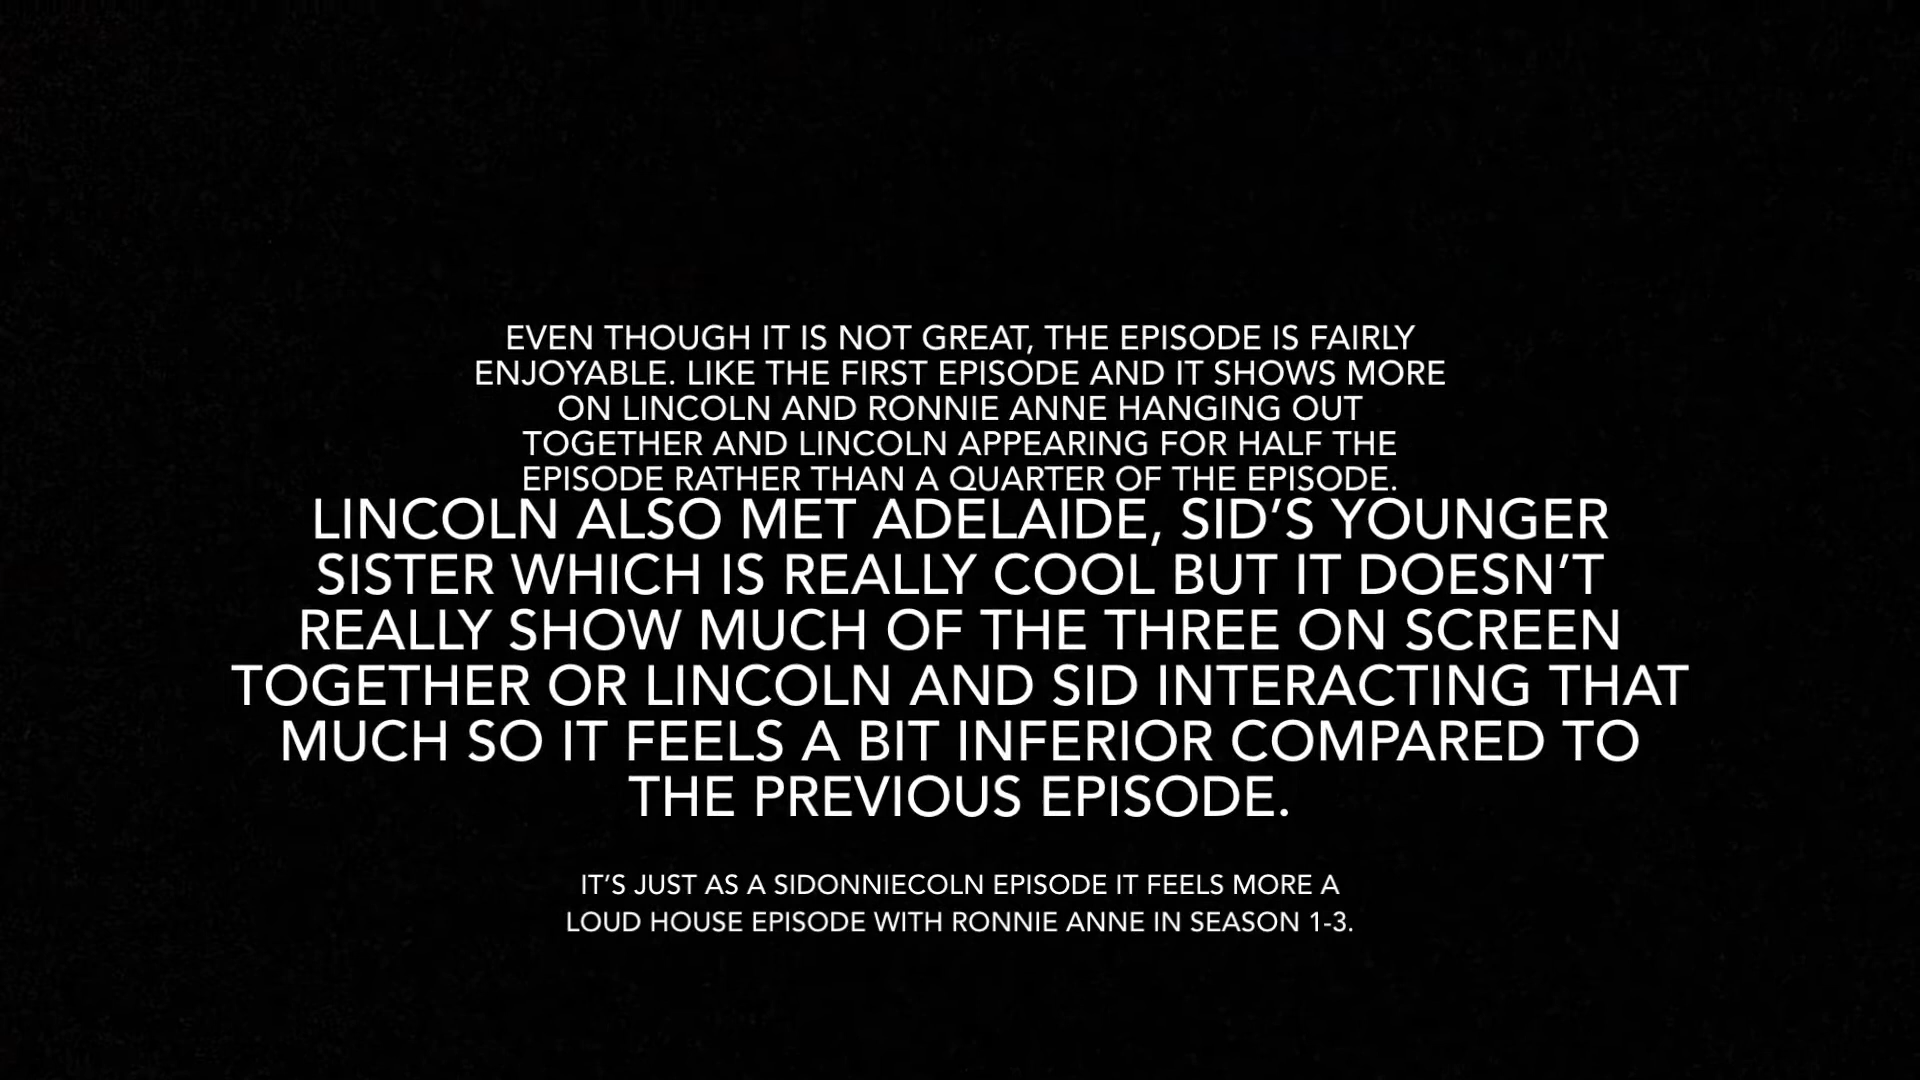 EVEN THOUGH IT IS NOT GREAT, THE EPISODE IS FAIRLY
ENJOYABLE. LIKE THE FIRST EPISODE AND IT SHOWS MORE
ON LINCOLN AND RONNIE ANNE HANGING OUT
TOGETHER AND LINCOLN APPEARING FOR HALF THE
EPISODE RATHER THAN A QUARTER OF THE EPISODE.
LINCOLN ALSO MET ADELAIDE, SID’S YOUNGER
SISTER WHICH IS REALLY COOL BUT IT DOESN’T
REALLY SHOW MUCH OF THE THREE ON SCREEN
TOGETHER OR LINCOLN AND SID INTERACTING THAT
MUCH SO IT FEELS A BIT INFERIOR COMPARED TO
THE PREVIOUS EPISODE.
IT’S JUST AS A SIDONNIECOLN EPISODE IT FEELS MORE A
LOUD HOUSE EPISODE WITH RONNIE ANNE IN SEASON 1-3.